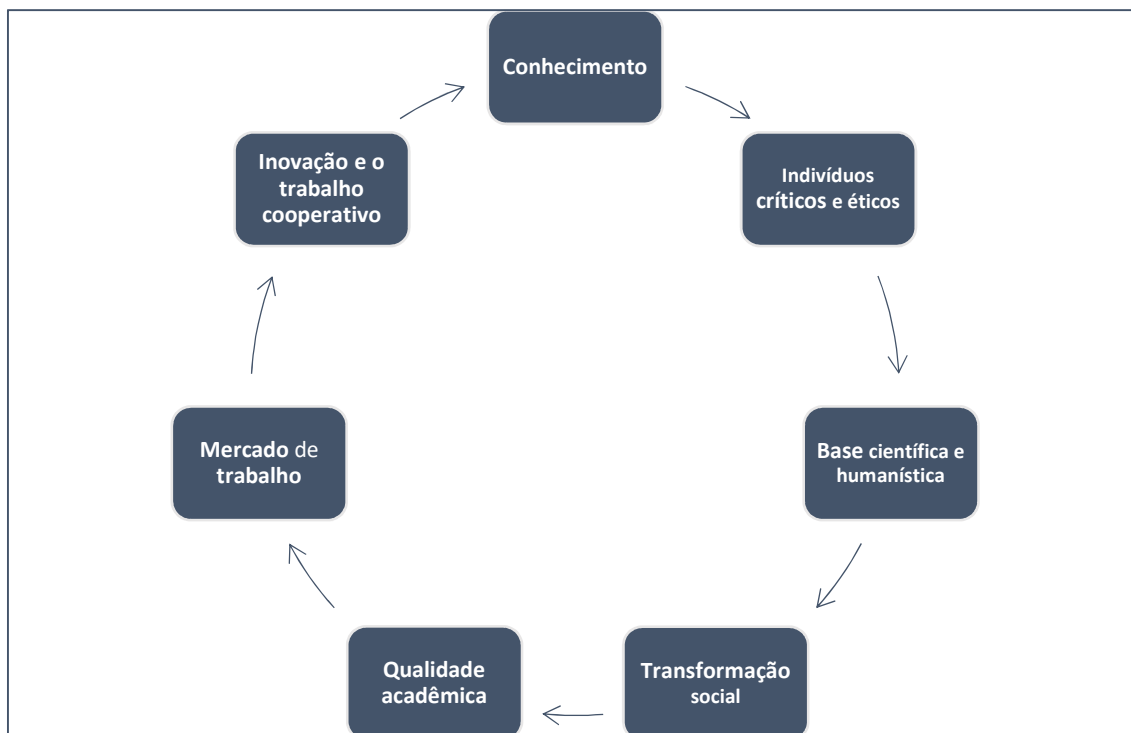 Conhecimento
Indivíduos
críticos e éticos
Base científica e
humanística
Transformação
social
Qualidade
acadêmica
Mercado de
trabalho
Inovação e o
trabalho
cooperativo